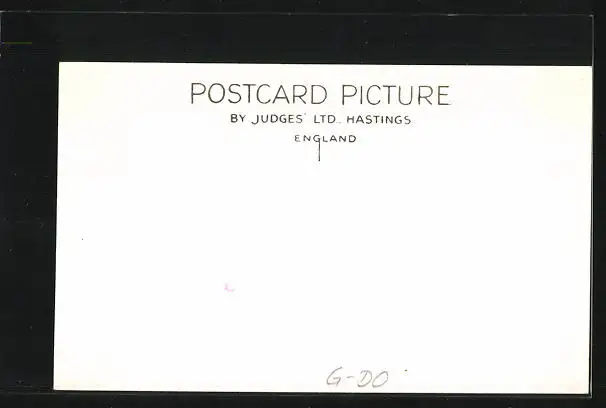 POSTCARD PICTURE
BY JUDGES' LTD., HASTINGS
ENGLAND
G-DO